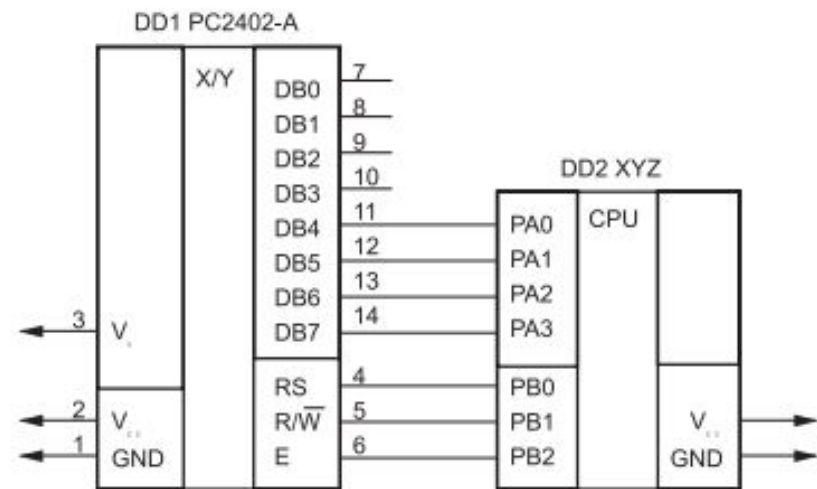 DD1 PC2402-A
X/Y
DB0 7
DB1 8
DB2 9
DB3 10
DB4 11
DB5 12
DB6 13
DB7 14
3 V
RS 4
2 V
R/W̅ 5
1 GND
E 6
DD2 XYZ
CPU
PA0
PA1
PA2
PA3
PB0
PB1
V
PB2
GND